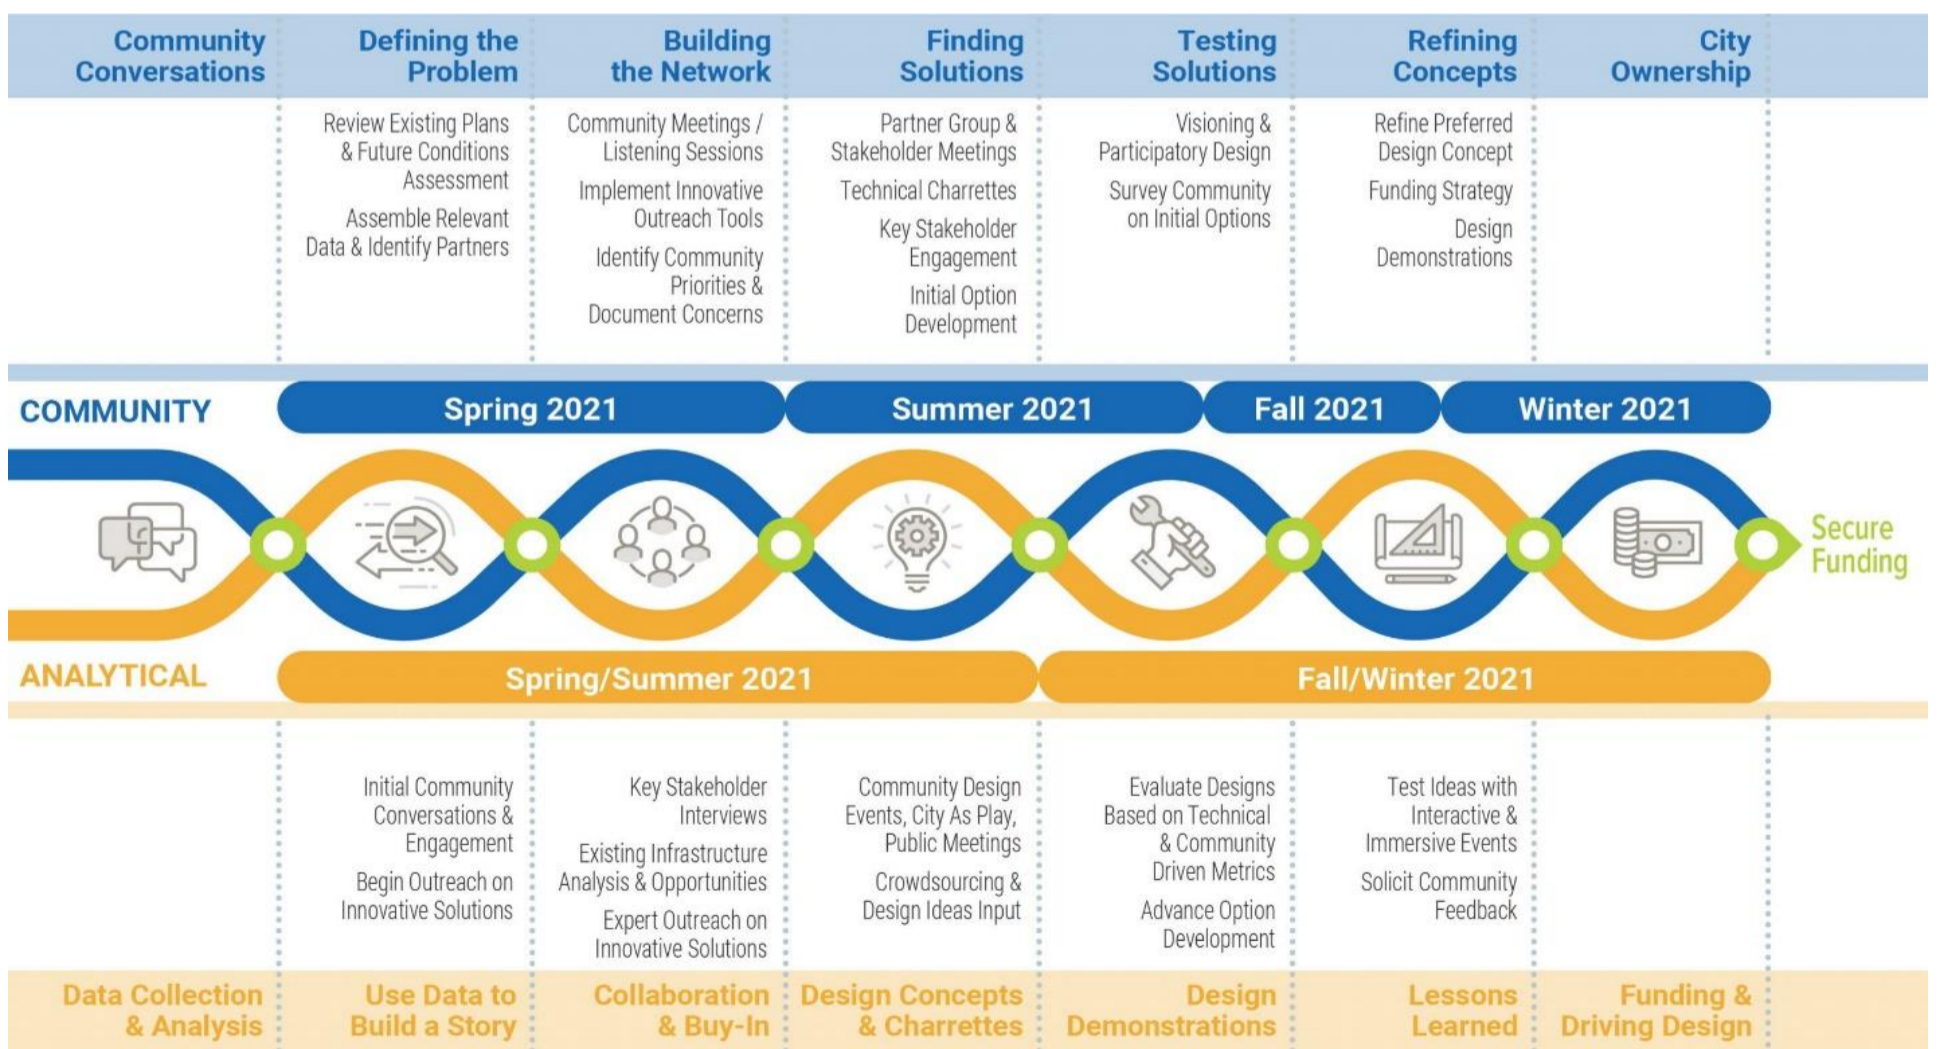 Community
Conversations
Defining the
Problem
Building
the Network
Finding
Solutions
Testing
Solutions
Refining
Concepts
City
Ownership
Review Existing Plans
& Future Conditions
Assessment
Assemble Relevant
Data & Identify Partners
Community Meetings /
Listening Sessions
Implement Innovative
Outreach Tools
Identify Community
Priorities &
Document Concerns
Partner Group &
Stakeholder Meetings
Technical Charrettes
Key Stakeholder
Engagement
Initial Option
Development
Visioning &
Participatory Design
Survey Community
on Initial Options
Refine Preferred
Design Concept
Funding Strategy
Design
Demonstrations
COMMUNITY
Spring 2021
Summer 2021
Fall 2021
Winter 2021
Secure
Funding
ANALYTICAL
Spring/Summer 2021
Fall/Winter 2021
Initial Community
Conversations &
Engagement
Begin Outreach on
Innovative Solutions
Key Stakeholder
Interviews
Existing Infrastructure
Analysis & Opportunities
Expert Outreach on
Innovative Solutions
Community Design
Events, City As Play,
Public Meetings
Crowdsourcing &
Design Ideas Input
Evaluate Designs
Based on Technical
& Community
Driven Metrics
Advance Option
Development
Test Ideas with
Interactive &
Immersive Events
Solicit Community
Feedback
Data Collection
& Analysis
Use Data to
Build a Story
Collaboration
& Buy-In
Design Concepts
& Charrettes
Design
Demonstrations
Lessons
Learned
Funding &
Driving Design